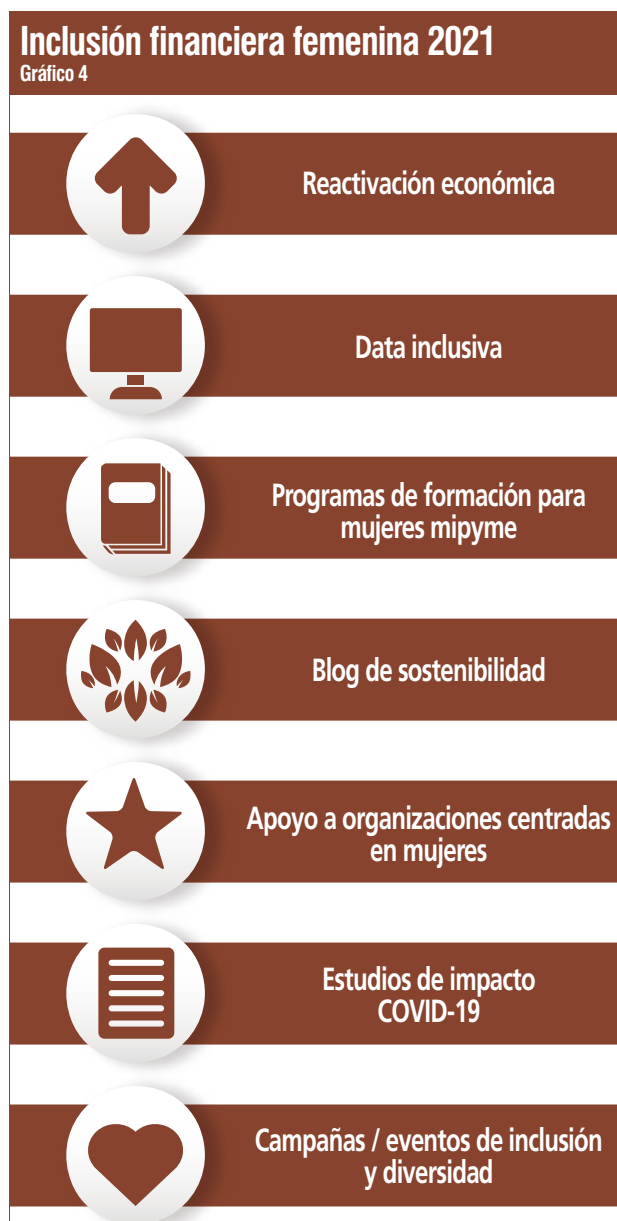 Inclusión financiera femenina 2021
Gráfico 4
Reactivación económica
Data inclusiva
Programas de formación para
mujeres mipyme
Blog de sostenibilidad
Apoyo a organizaciones centradas
en mujeres
Estudios de impacto
COVID-19
Campañas / eventos de inclusión
y diversidad